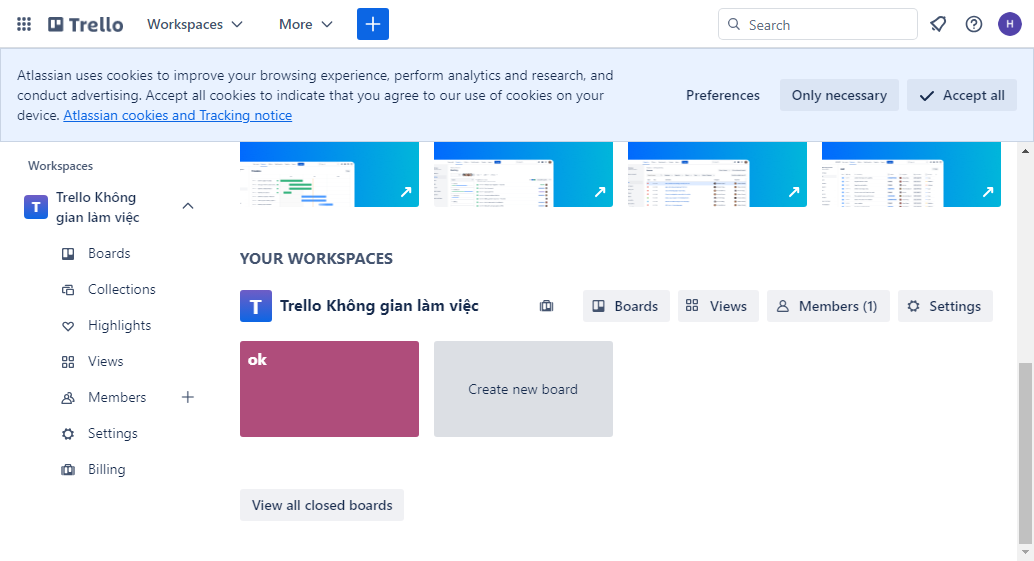 Trello
Workspaces
More
Search
H
Atlassian uses cookies to improve your browsing experience, perform analytics and research, and
conduct advertising. Accept all cookies to indicate that you agree to our use of cookies on your
device. Atlassian cookies and Tracking notice
Preferences
Only necessary
Accept all
Workspaces
T
Trello Không
gian làm việc
Boards
Collections
Highlights
Views
Members
Settings
Billing
YOUR WORKSPACES
T
Trello Không gian làm việc
Boards
Views
Members (1)
Settings
ok
Create new board
View all closed boards